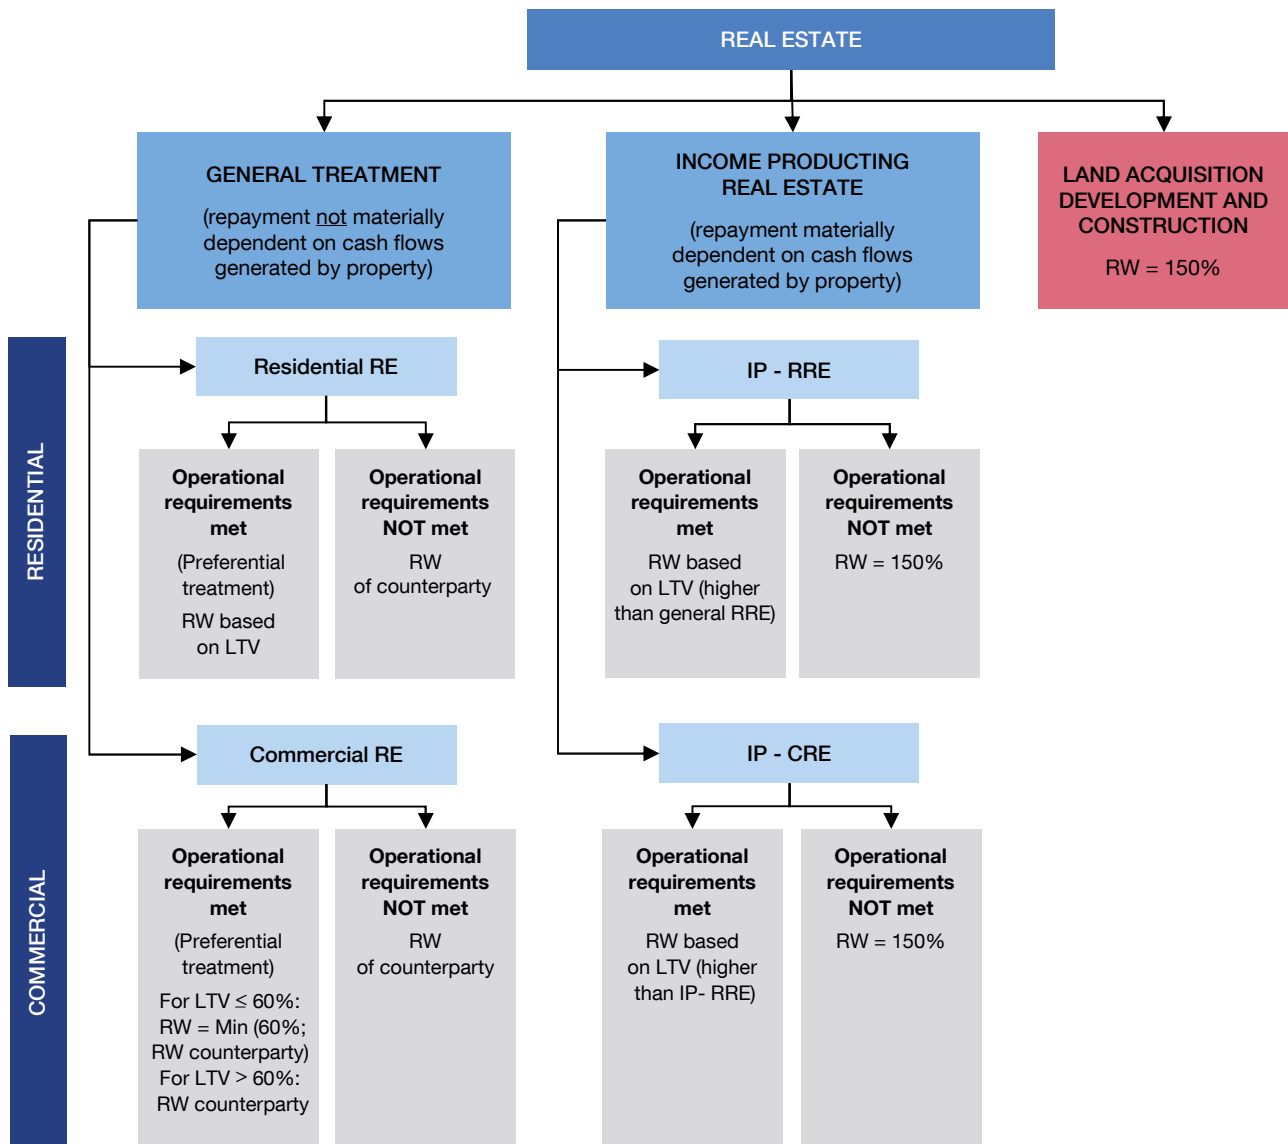 REAL ESTATE
GENERAL TREATMENT
(repayment not materially
dependent on cash flows
generated by property)
INCOME PRODUCTING
REAL ESTATE
(repayment materially
dependent on cash flows
generated by property)
LAND ACQUISITION
DEVELOPMENT AND
CONSTRUCTION
RW = 150%
RESIDENTIAL
Residential RE
Operational
requirements
met
(Preferential
treatment)
RW based
on LTV
Operational
requirements
NOT met
RW
of counterparty
IP - RRE
Operational
requirements
met
RW based
on LTV (higher
than general RRE)
Operational
requirements
NOT met
RW = 150%
COMMERCIAL
Commercial RE
Operational
requirements
met
(Preferential
treatment)
For LTV ≤ 60%:
RW = Min (60%;
RW counterparty)
For LTV > 60%:
RW counterparty
Operational
requirements
NOT met
RW
of counterparty
IP - CRE
Operational
requirements
met
RW based
on LTV (higher
than IP- RRE)
Operational
requirements
NOT met
RW = 150%